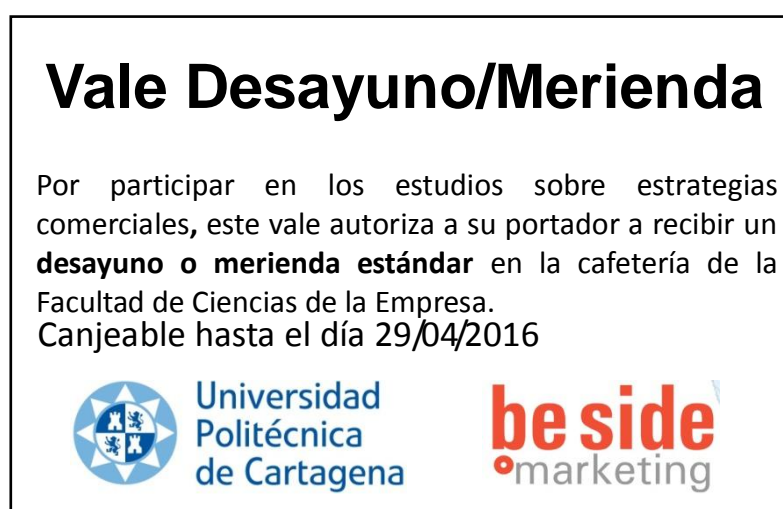 Vale Desayuno/Merienda
Por participar en los estudios sobre estrategias
comerciales, este vale autoriza a su portador a recibir un
desayuno o merienda estándar en la cafetería de la
Facultad de Ciencias de la Empresa.
Canjeable hasta el día 29/04/2016
Universidad
Politécnica
de Cartagena
be side
marketing